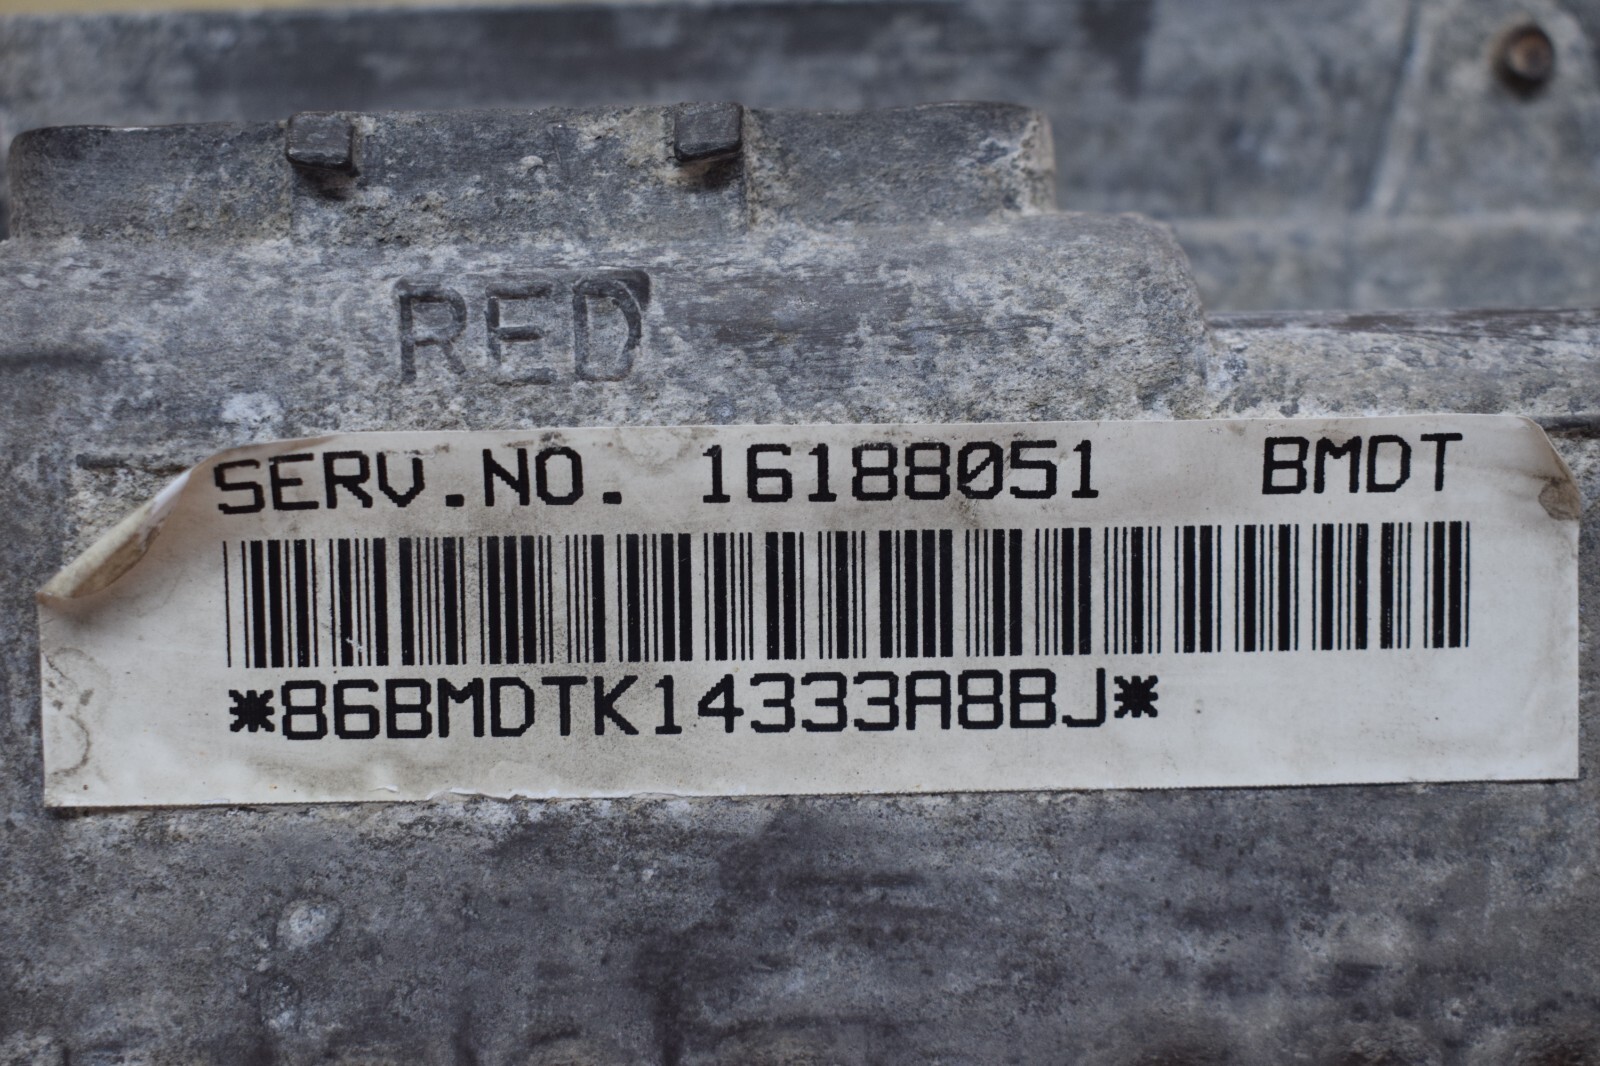 RED
SERV.NO. 16188051 BMDT
*86BMDTK14333A8BJ*